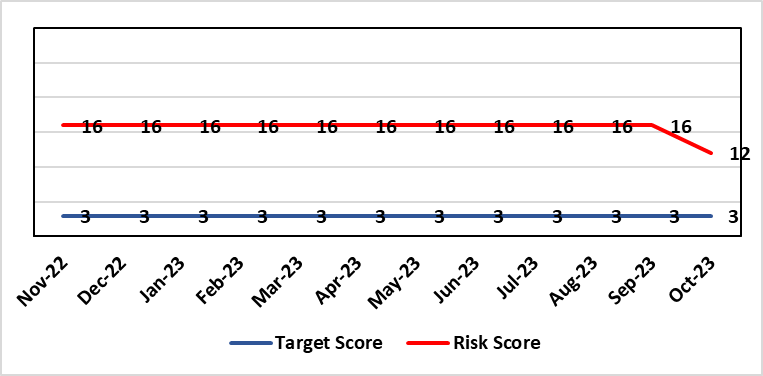 16 16 16 16 16 16 16 16 16 16 16 12
3 3 3 3 3 3 3 3 3 3 3 3
Nov-22 Dec-22 Jan-23 Feb-23 Mar-23 Apr-23 May-23 Jun-23 Jul-23 Aug-23 Sep-23 Oct-23
Target Score Risk Score